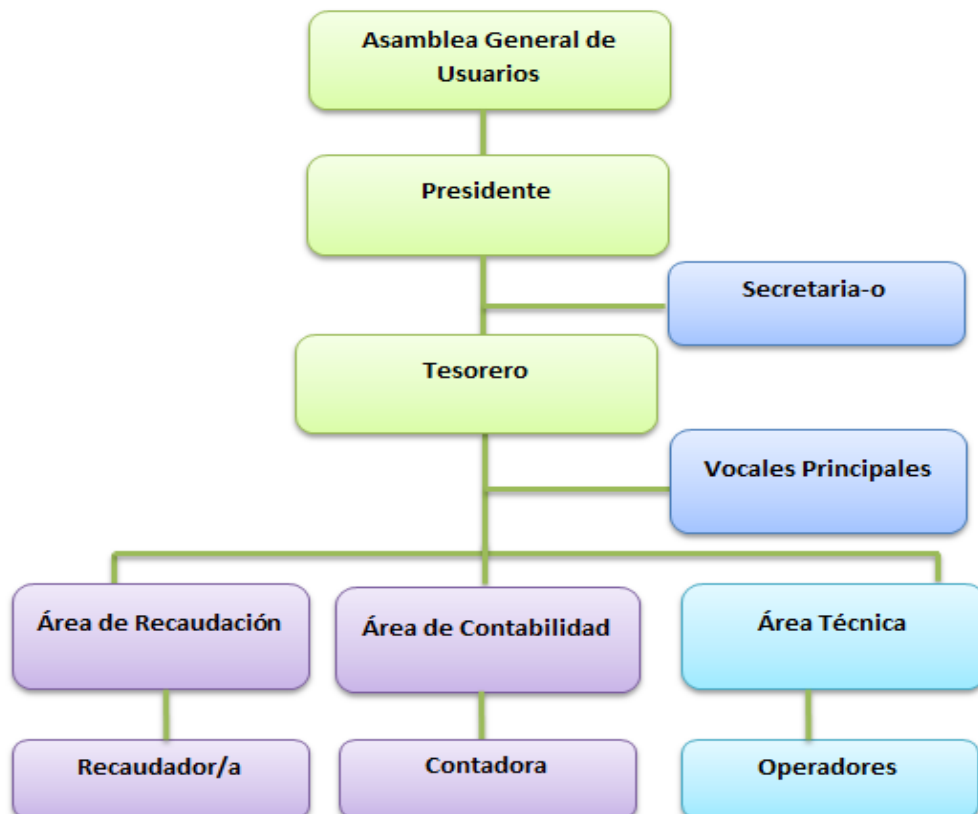 Asamblea General de
Usuarios
Presidente
Secretaria-o
Tesorero
Vocales Principales
Área de Recaudación
Área de Contabilidad
Área Técnica
Recaudador/a
Contadora
Operadores